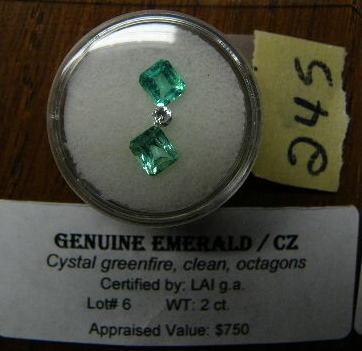 245
GENUINE EMERALD / CZ
Cystal greenfire, clean, octagons
Certified by: LAI g.a.
Lot# 6 WT: 2 ct.
Appraised Value: $750